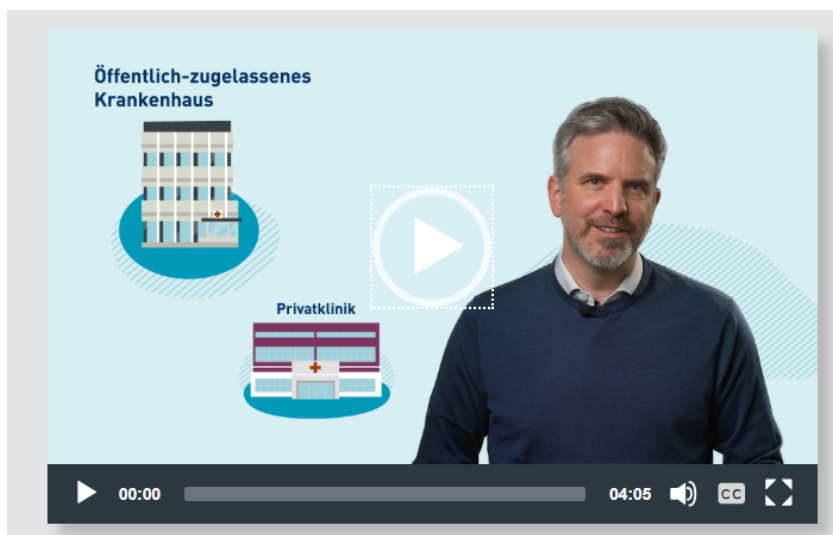 Öffentlich-zugelassenes
Krankenhaus
Privatklinik
00:00
04:05
CC